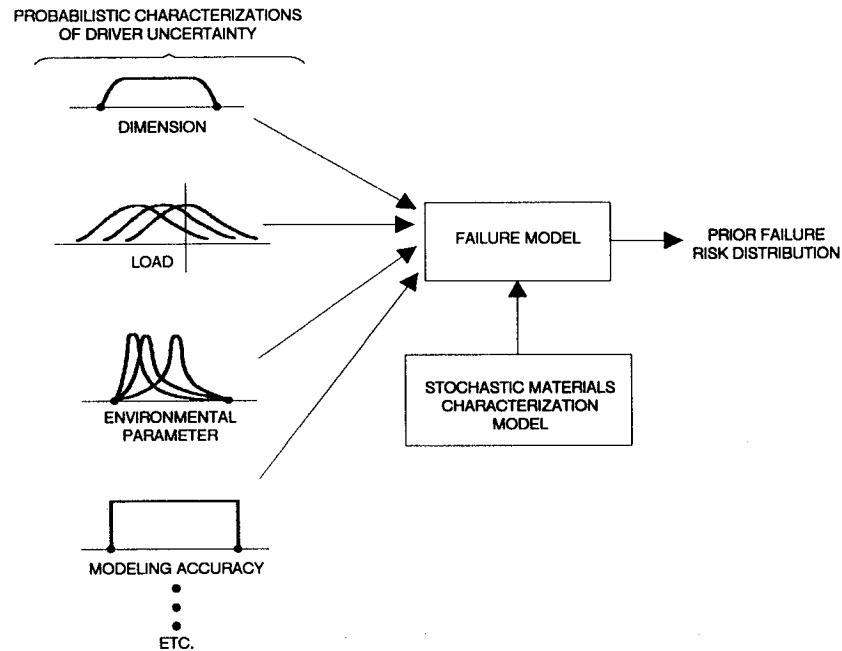 PROBABILISTIC CHARACTERIZATIONS
OF DRIVER UNCERTAINTY
DIMENSION
LOAD
ENVIRONMENTAL
PARAMETER
MODELING ACCURACY
ETC.
FAILURE MODEL
PRIOR FAILURE
RISK DISTRIBUTION
STOCHASTIC MATERIALS
CHARACTERIZATION
MODEL